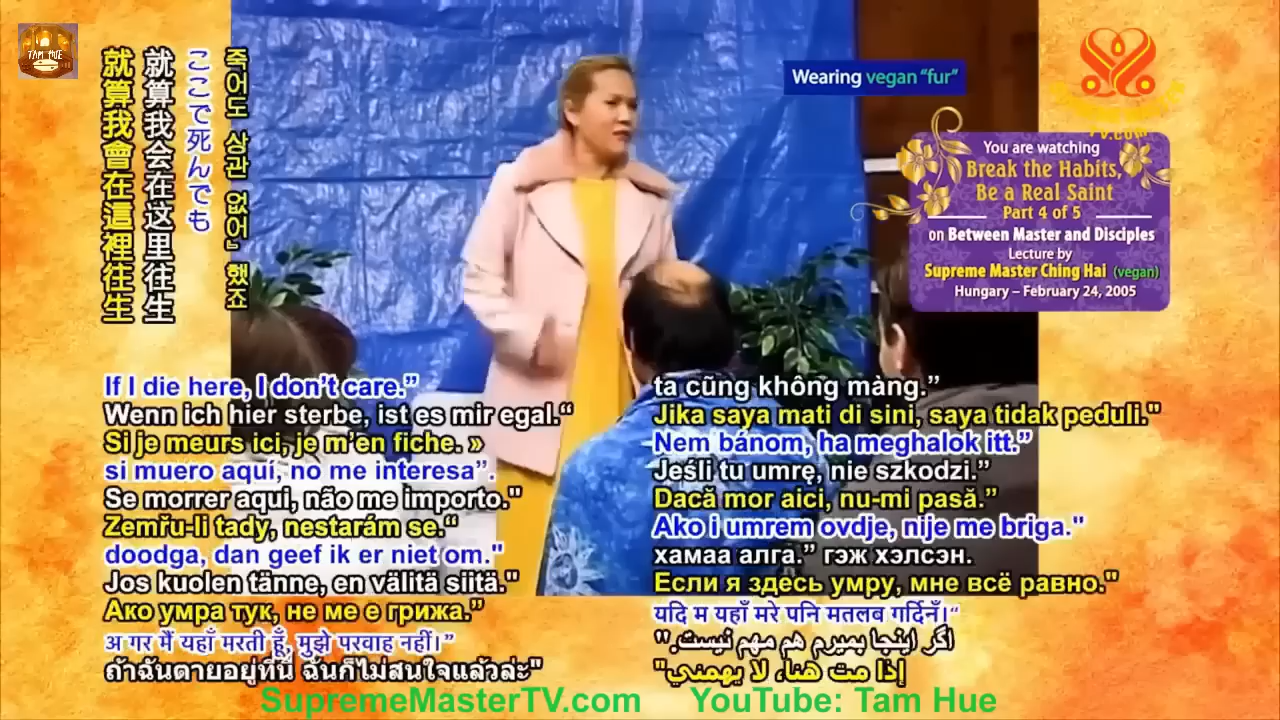 TAM HUE
就算我會在這裡往生
就算我会在这里往生
ここで死んでも
죽어도 상관 없어』 했죠
Wearing vegan "fur"
TV.com
You are watching
Break the Habits,
Be a Real Saint
Part 4 of 5
on Between Master and Disciples
Lecture by
Supreme Master Ching Hai (vegan)
Hungary – February 24, 2005
If I die here, I don't care."
Wenn ich hier sterbe, ist es mir egal.“
Si je meurs ici, je m'en fiche. »
si muero aquí, no me interesa”.
Se morrer aqui, não me importo."
Zemřu-li tady, nestarám se.“
doodga, dan geef ik er niet om."
Jos kuolen tänne, en välitä siitä."
Ако умра тук, не ме е грижа.”
अ गर मैं यहाँ मरती हूँ, मुझे परवाह नहीं।”
ถ้าฉันตายอยู่ที่นี่ ฉันก็ไม่สนใจแล้วล่ะ"
ta cũng không màng.”
Jika saya mati di sini, saya tidak peduli."
Nem bánom, ha meghalok itt.”
Jeśli tu umrę, nie szkodzi.”
Dacă mor aici, nu-mi pasă.”
Ako i umrem ovdje, nije me briga."
хамаа алга.” гэж хэлсэн.
Если я здесь умру, мне всё равно."
यदि म यहाँ मरे पनि मतलब गर्दिनँ।“
اگر اینجا بمیرم هم مهم نیست."
إذا مت هنا، لا يهمني"
SupremeMasterTV.com YouTube: Tam Hue